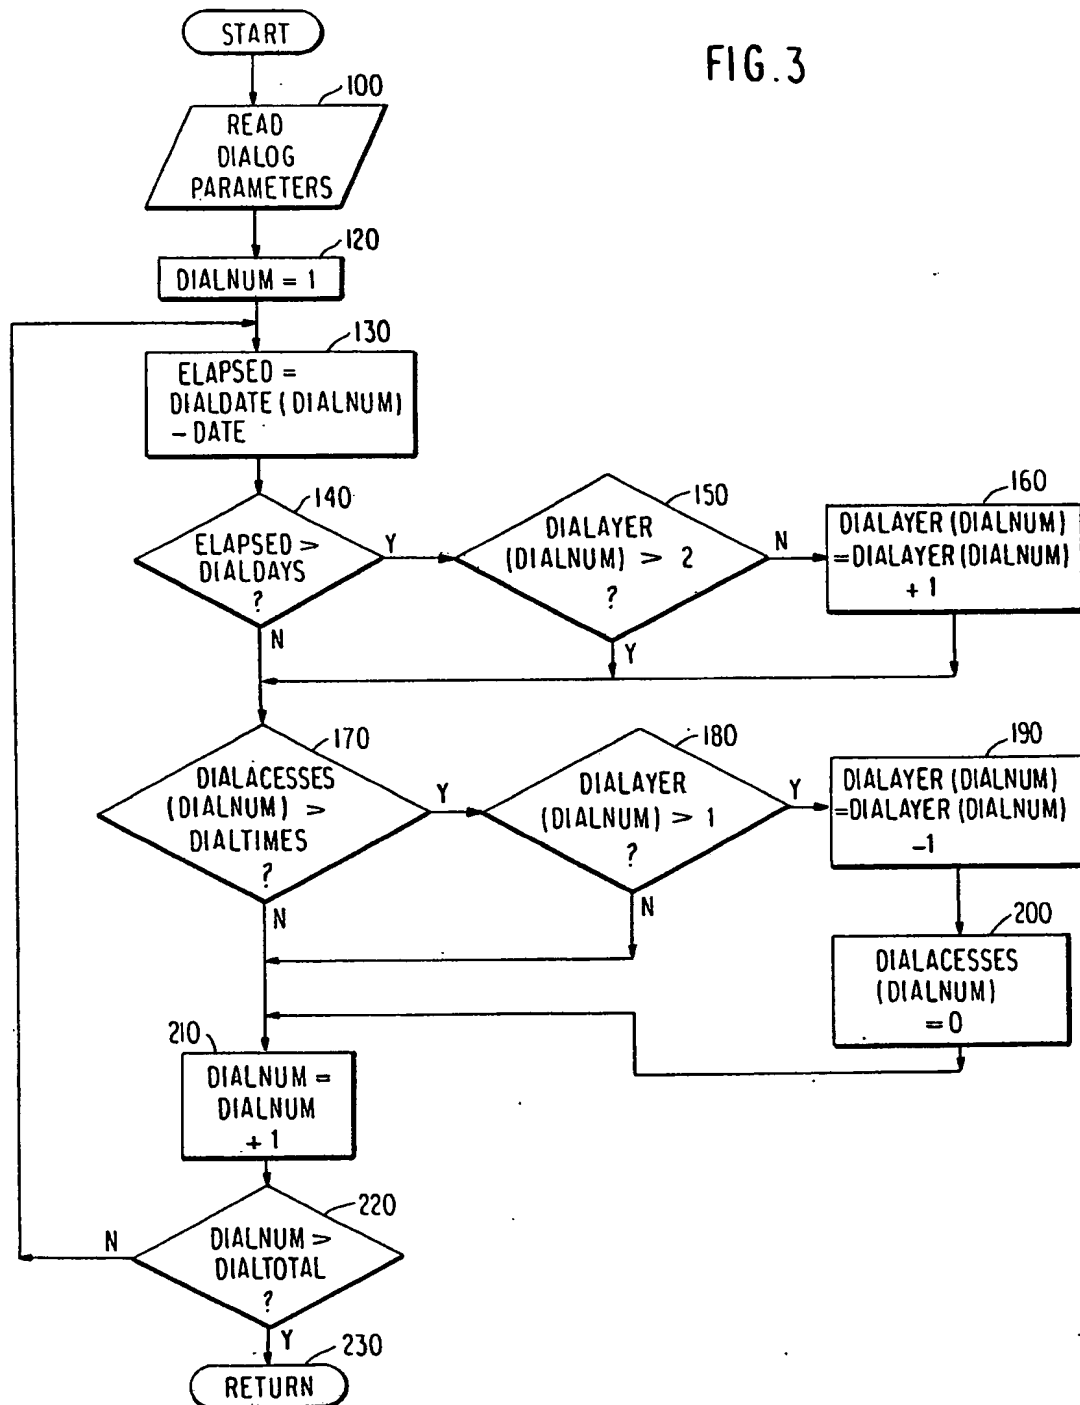 START
FIG.3
100
READ
DIALOG
PARAMETERS
120
DIALNUM = 1
130
ELAPSED =
DIALDATE (DIALNUM)
- DATE
140
ELAPSED >
DIALDAYS
?
Y
N
150
DIALAYER
(DIALNUM) > 2
?
N
Y
160
DIALAYER (DIALNUM)
=DIALAYER (DIALNUM)
+ 1
170
DIALACESSES
(DIALNUM) >
DIALTIMES
?
Y
N
180
DIALAYER
(DIALNUM) > 1
?
Y
N
190
DIALAYER (DIALNUM)
=DIALAYER (DIALNUM)
-1
200
DIALACESSES
(DIALNUM)
= 0
210
DIALNUM =
DIALNUM
+ 1
220
DIALNUM >
DIALTOTAL
?
N
Y
230
RETURN